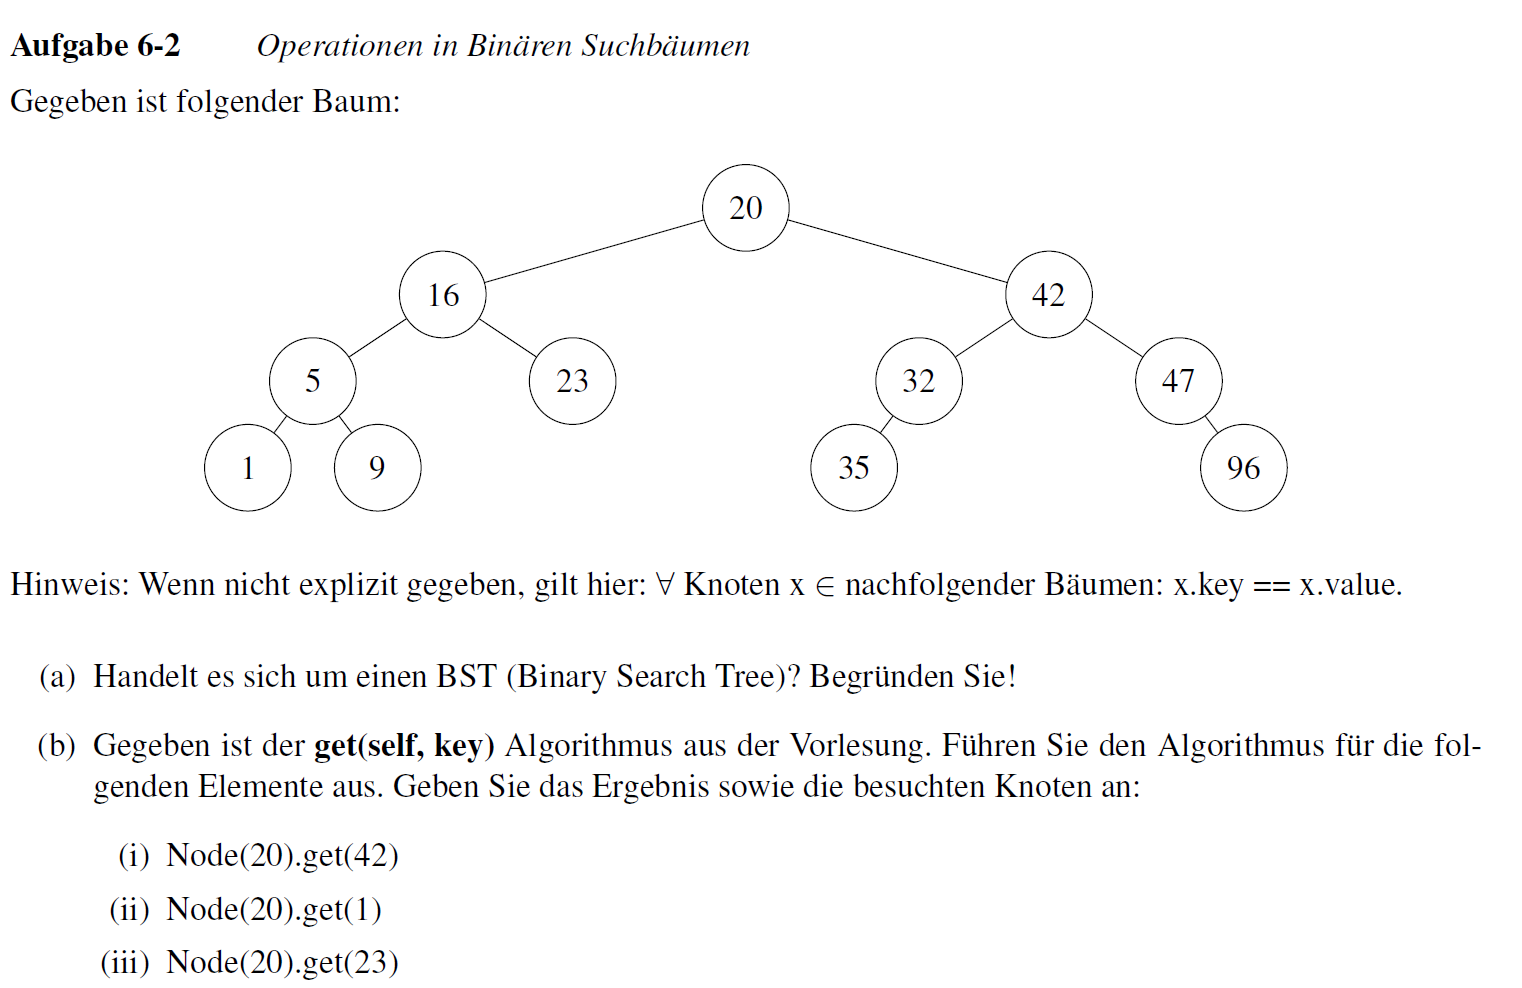 Aufgabe 6-2 Operationen in Binären Suchbäumen
Gegeben ist folgender Baum:
20
16 42
5 23 32 47
1 9 35 96
Hinweis: Wenn nicht explizit gegeben, gilt hier: ∀ Knoten x ∈ nachfolgender Bäumen: x.key == x.value.
(a) Handelt es sich um einen BST (Binary Search Tree)? Begründen Sie!
(b) Gegeben ist der get(self, key) Algorithmus aus der Vorlesung. Führen Sie den Algorithmus für die fol-
genden Elemente aus. Geben Sie das Ergebnis sowie die besuchten Knoten an:
(i) Node(20).get(42)
(ii) Node(20).get(1)
(iii) Node(20).get(23)